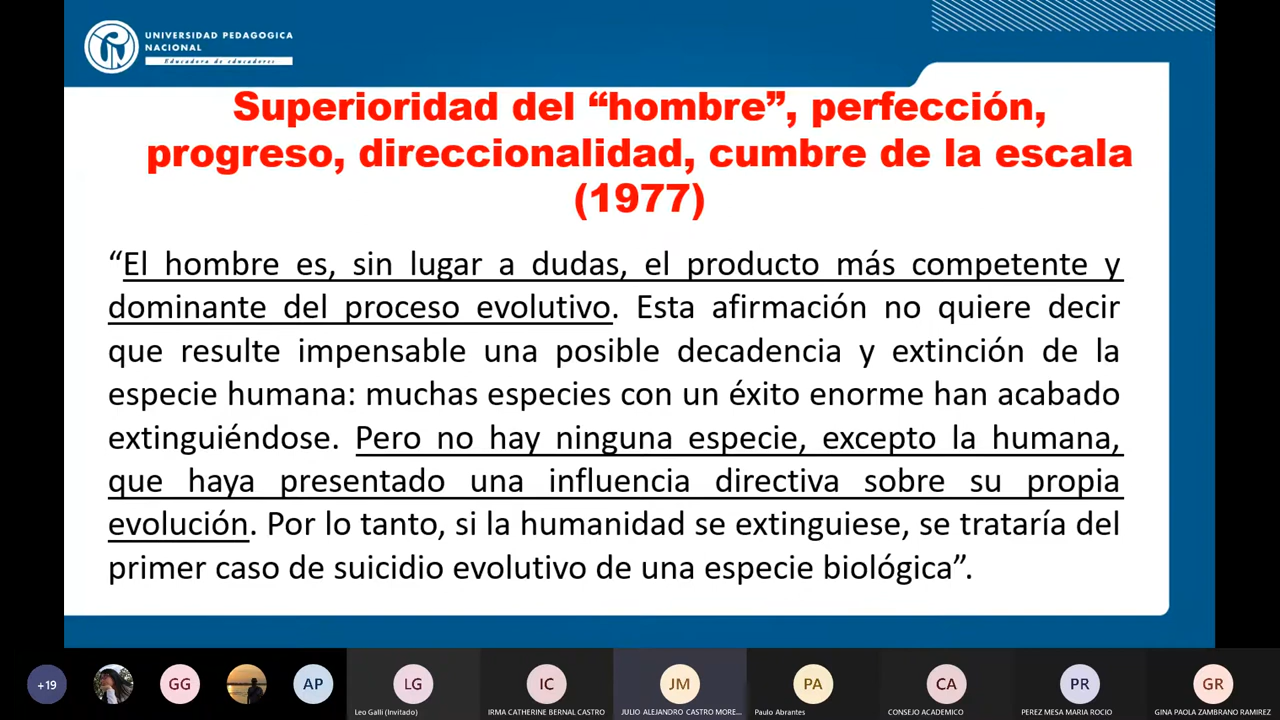 UNIVERSIDAD PEDAGOGICA
NACIONAL
Educadora de educadores
Superioridad del “hombre”, perfección,
progreso, direccionalidad, cumbre de la escala
(1977)
“El hombre es, sin lugar a dudas, el producto más competente y
dominante del proceso evolutivo. Esta afirmación no quiere decir
que resulte impensable una posible decadencia y extinción de la
especie humana: muchas especies con un éxito enorme han acabado
extinguiéndose. Pero no hay ninguna especie, excepto la humana,
que haya presentado una influencia directiva sobre su propia
evolución. Por lo tanto, si la humanidad se extinguiese, se trataría del
primer caso de suicidio evolutivo de una especie biológica”.
+19
GG
AP
LG
IC
JM
PA
CA
PR
GR
Leo Galli (Invitado)
IRMA CATHERINE BERNAL CASTRO
JULIO ALEJANDRO CASTRO MORE...
Paulo Abrantes
CONSEJO ACADEMICO
PEREZ MESA MARIA ROCIO
GINA PAOLA ZAMBRANO RAMIREZ